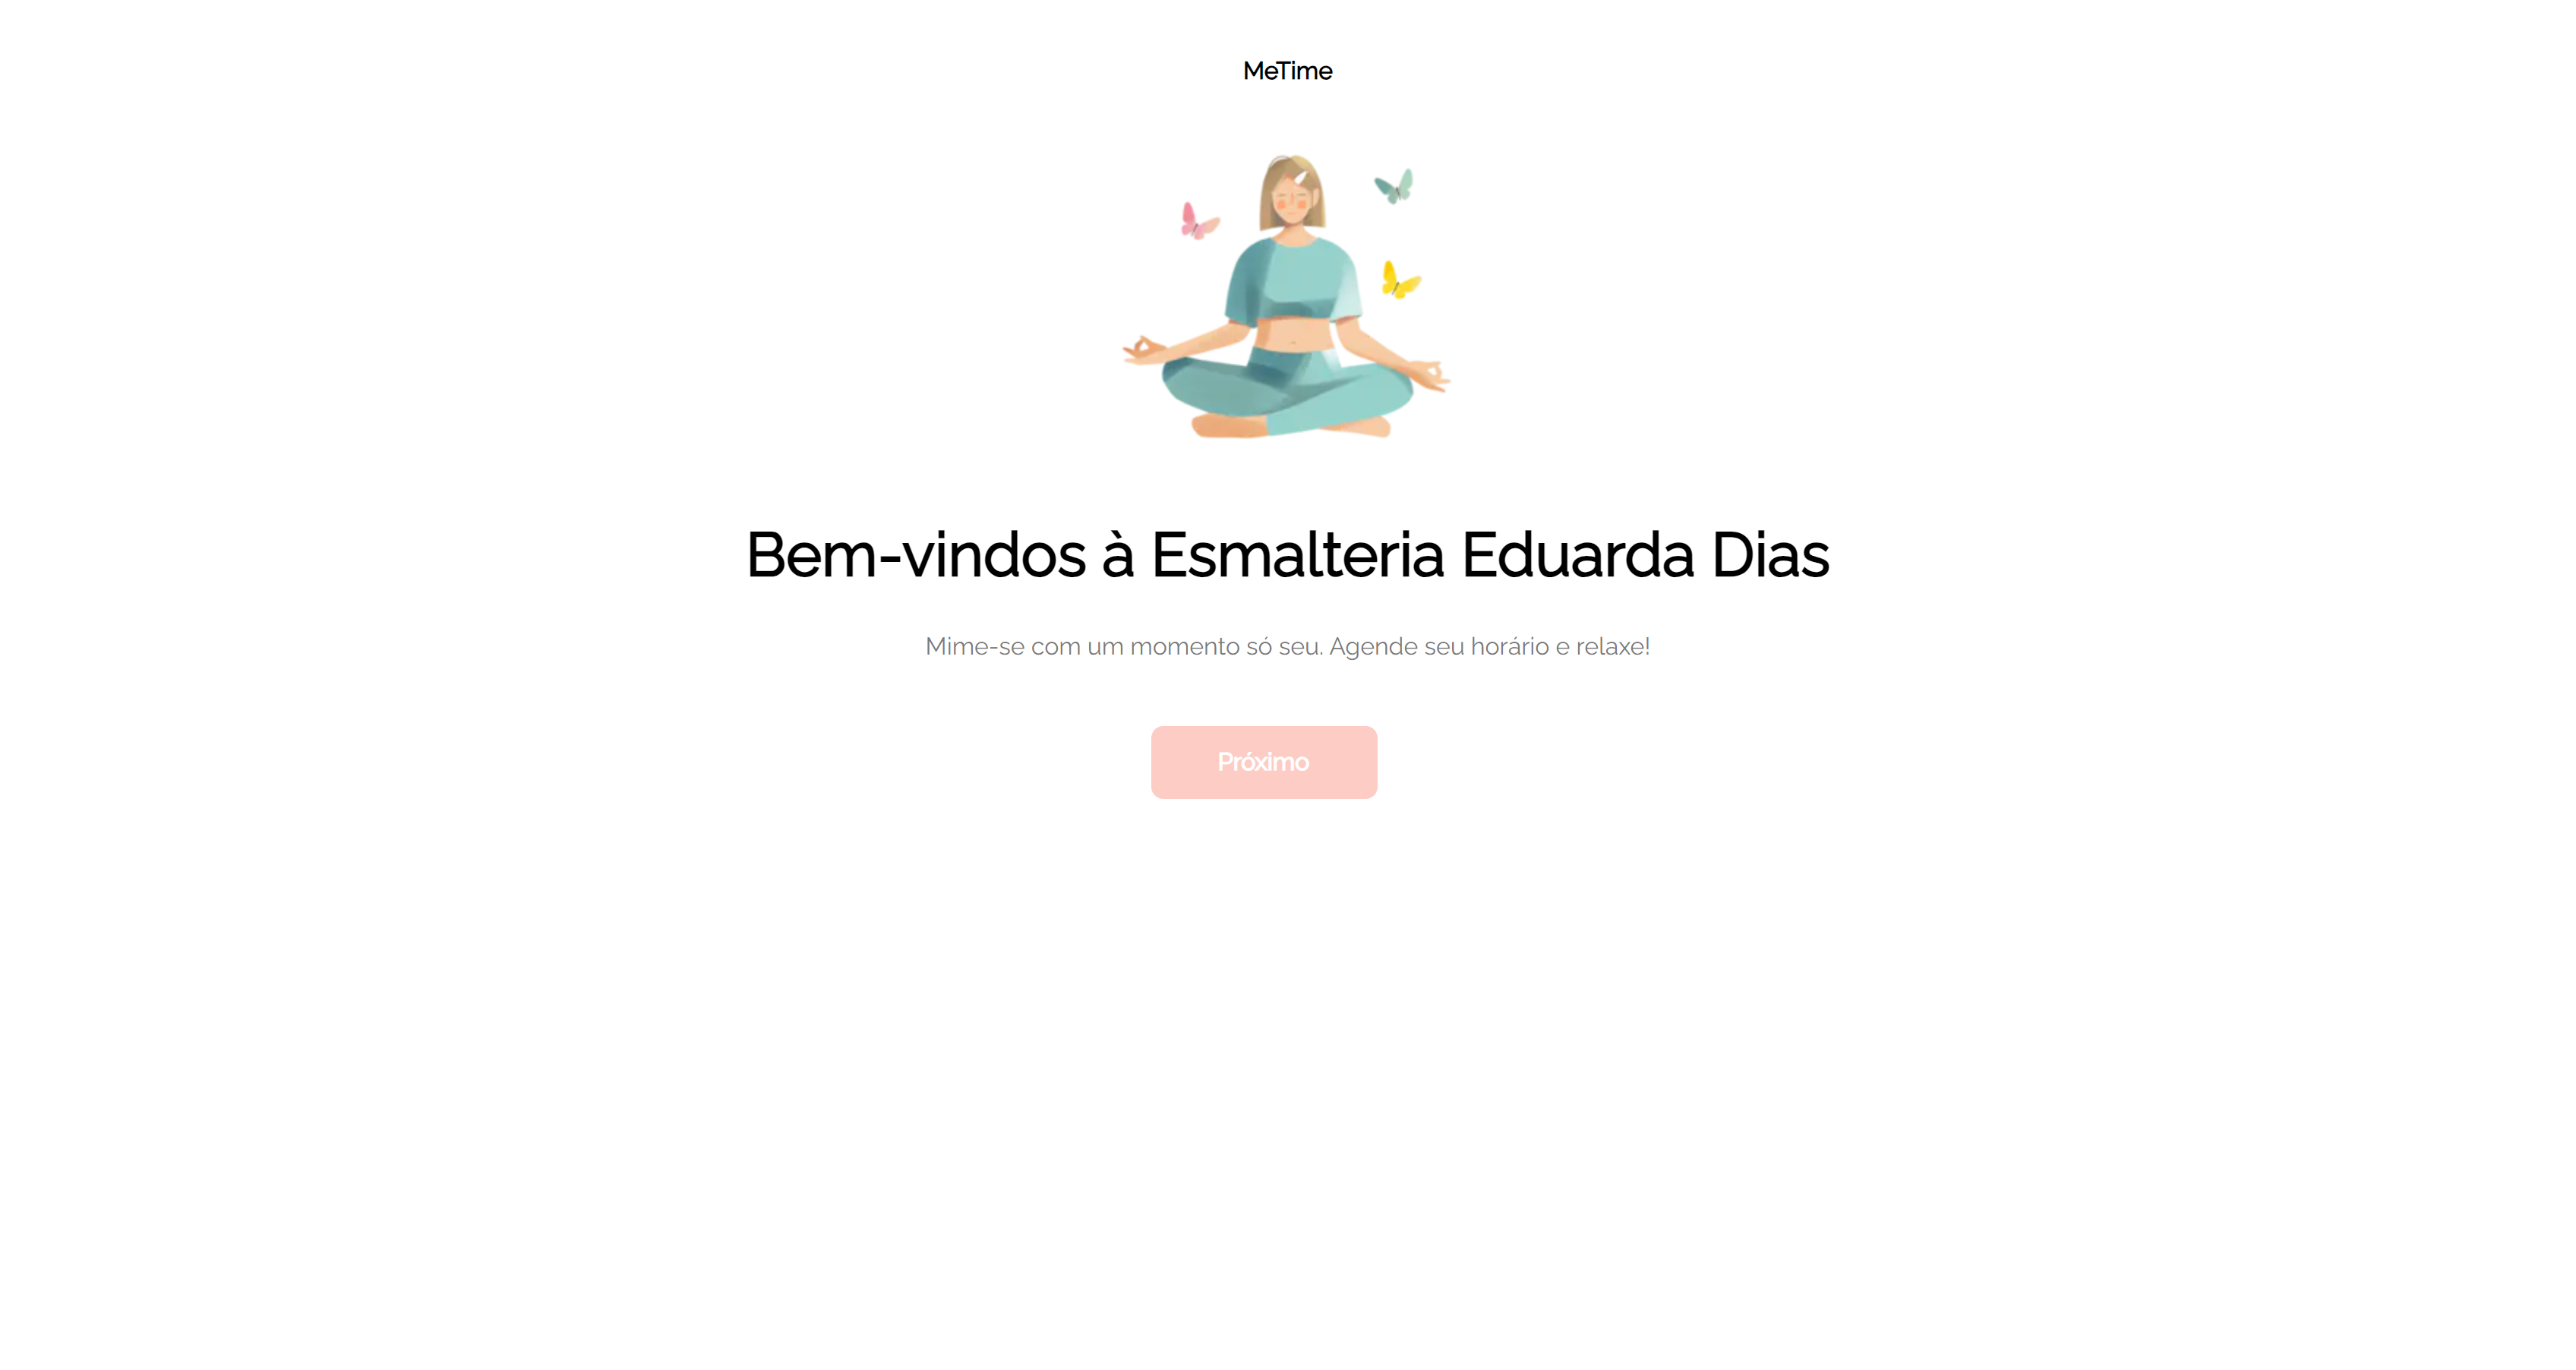 MeTime
Bem-vindos à Esmalteria Eduarda Dias
Mime-se com um momento só seu. Agende seu horário e relaxe!
Próximo